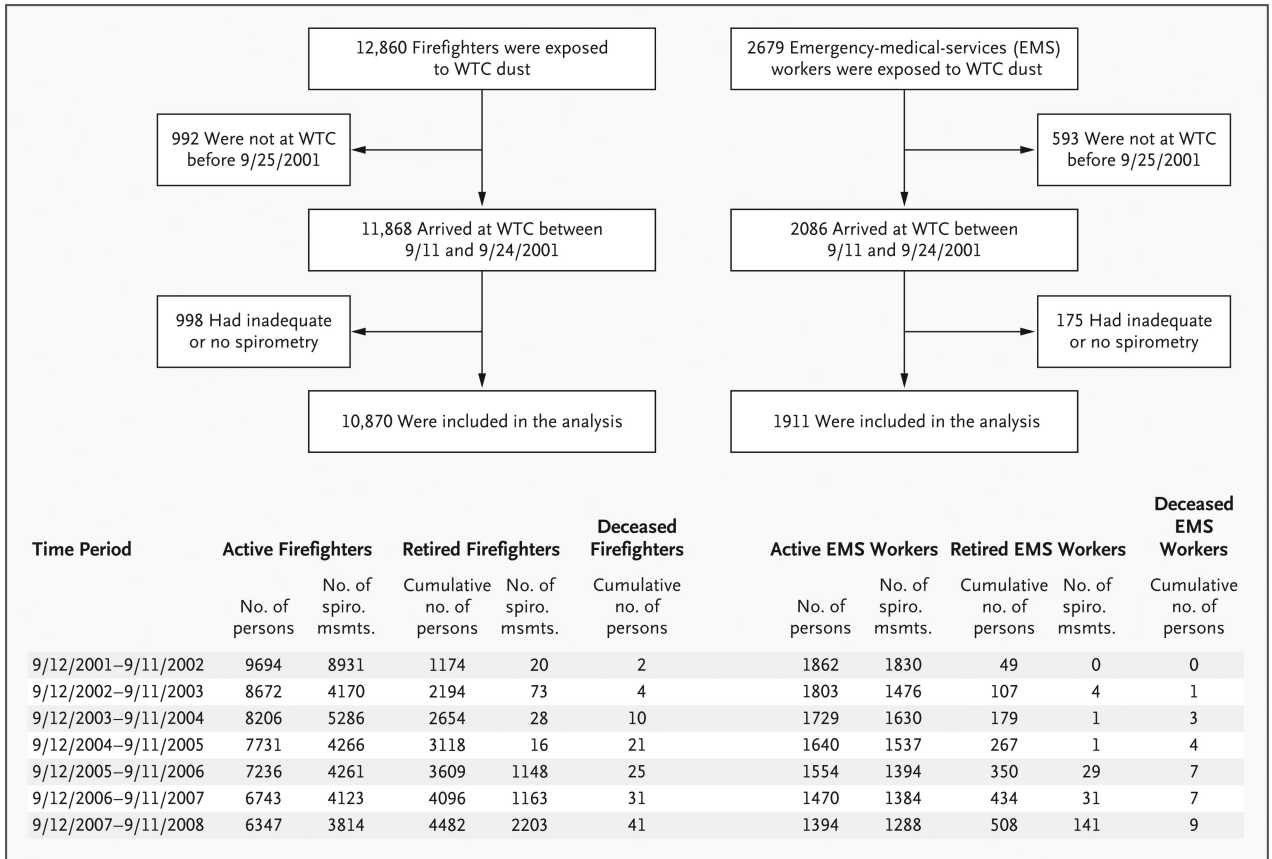 12,860 Firefighters were exposed
to WTC dust
2679 Emergency-medical-services (EMS)
workers were exposed to WTC dust
992 Were not at WTC
before 9/25/2001
593 Were not at WTC
before 9/25/2001
11,868 Arrived at WTC between
9/11 and 9/24/2001
2086 Arrived at WTC between
9/11 and 9/24/2001
998 Had inadequate
or no spirometry
175 Had inadequate
or no spirometry
10,870 Were included in the analysis
1911 Were included in the analysis
Time Period
Active Firefighters
Retired Firefighters
Deceased
Firefighters
Active EMS Workers
Retired EMS Workers
Deceased
EMS
Workers
No. of
persons
No. of
spiro.
msmts.
Cumulative
no. of
persons
No. of
spiro.
msmts.
Cumulative
no. of
persons
No. of
persons
No. of
spiro.
msmts.
Cumulative
no. of
persons
No. of
spiro.
msmts.
Cumulative
no. of
persons
9/12/2001–9/11/2002 9694 8931 1174 20 2 1862 1830 49 0 0
9/12/2002–9/11/2003 8672 4170 2194 73 4 1803 1476 107 4 1
9/12/2003–9/11/2004 8206 5286 2654 28 10 1729 1630 179 1 3
9/12/2004–9/11/2005 7731 4266 3118 16 21 1640 1537 267 1 4
9/12/2005–9/11/2006 7236 4261 3609 1148 25 1554 1394 350 29 7
9/12/2006–9/11/2007 6743 4123 4096 1163 31 1470 1384 434 31 7
9/12/2007–9/11/2008 6347 3814 4482 2203 41 1394 1288 508 141 9